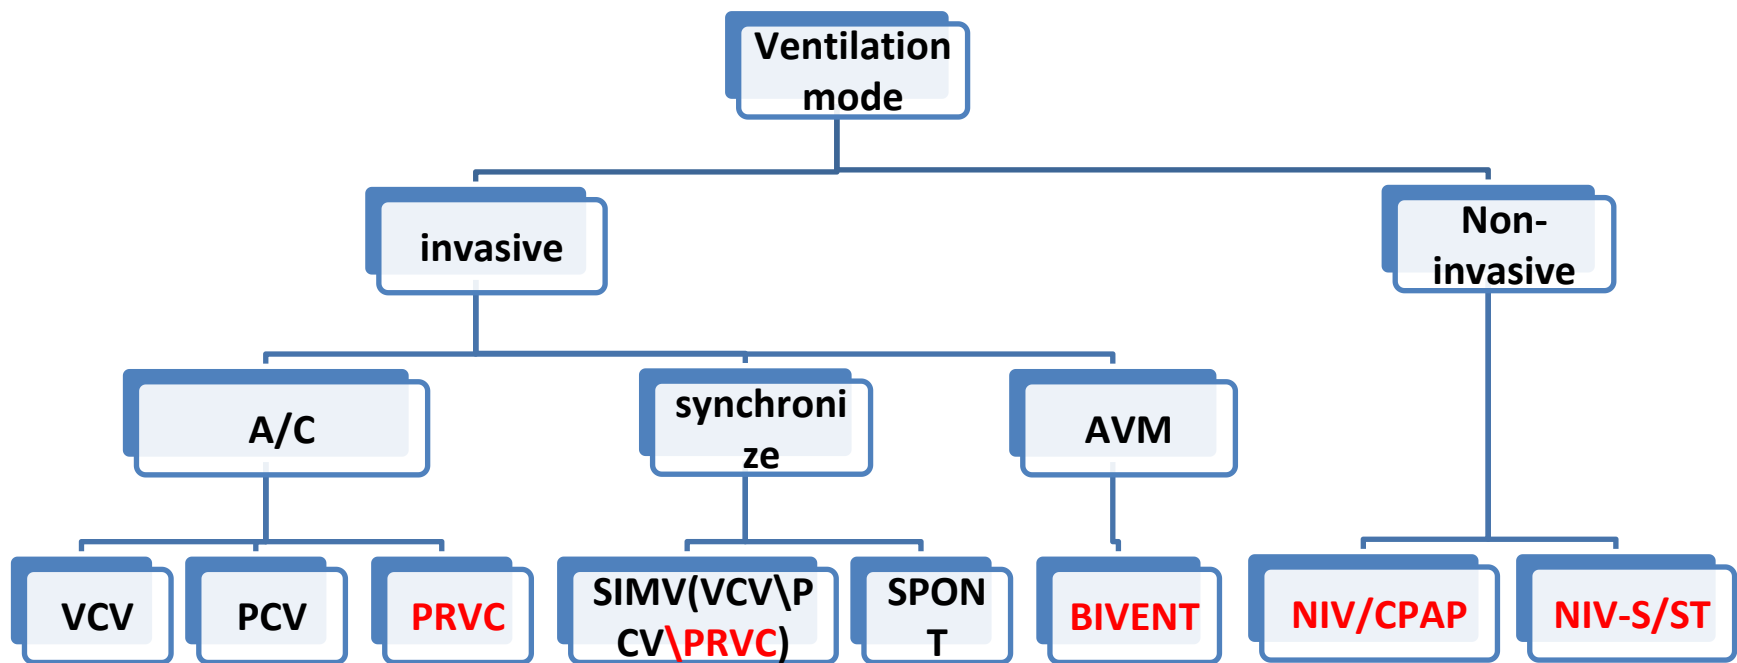 Ventilation
mode
invasive
Non-
invasive
A/C
synchroni
ze
AVM
VCV
PCV
PRVC
SIMV(VCV\P
CV\PRVC)
SPON
T
BIVENT
NIV/CPAP
NIV-S/ST